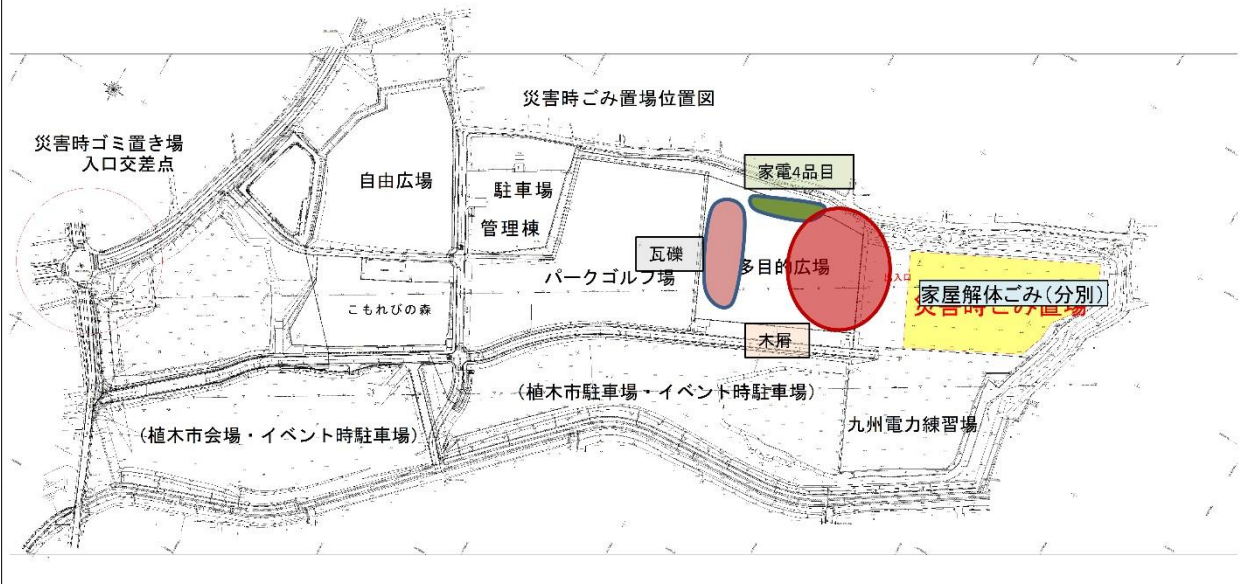 災害時ごみ置場位置図
災害時ゴミ置き場
入口交差点
自由広場
駐車場
管理棟
家電4品目
瓦礫
多目的広場
パークゴルフ場
出入口
家屋解体ごみ(分別)
災害時ごみ置場
こもれびの森
木屑
(植木市駐車場・イベント時駐車場)
九州電力練習場
(植木市会場・イベント時駐車場)